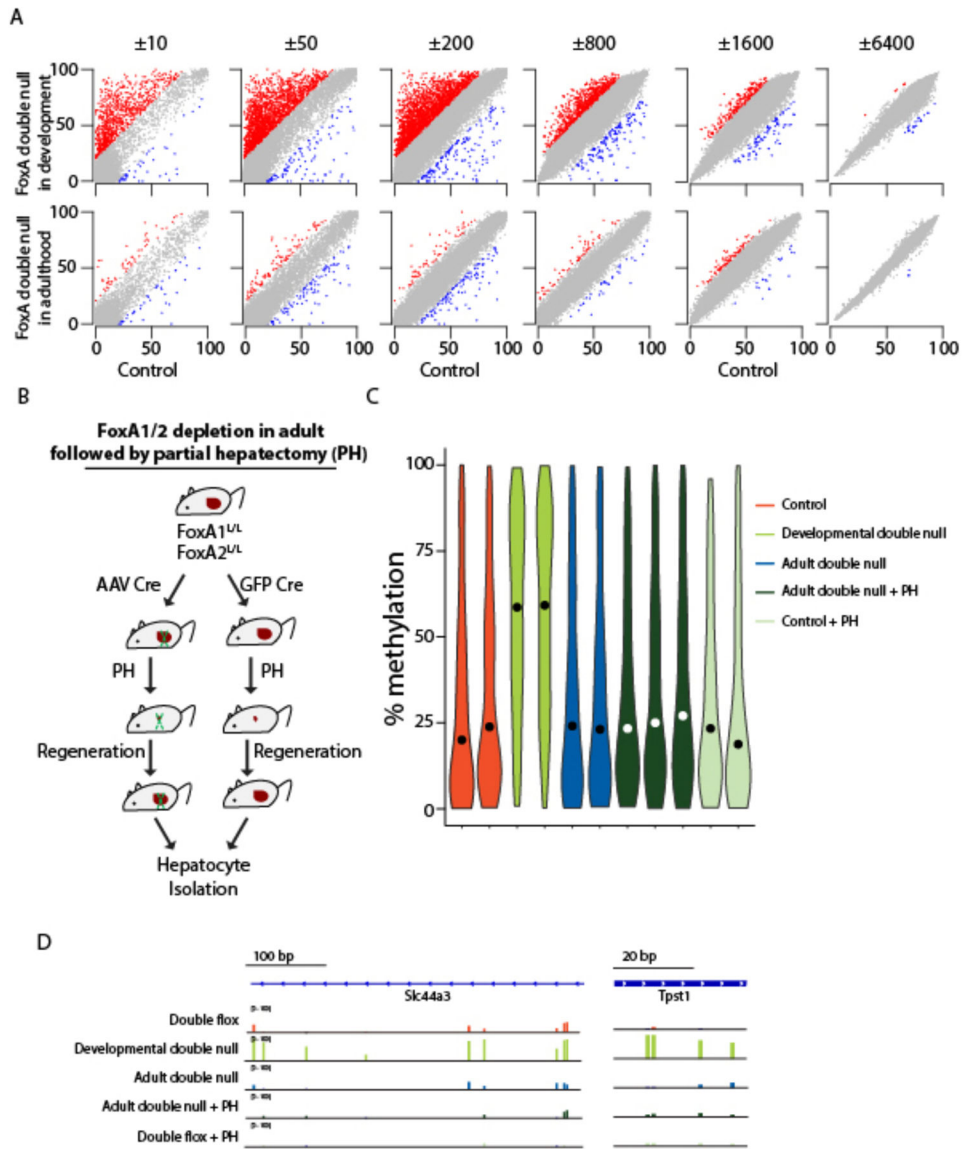 A
±10 ±50 ±200 ±800 ±1600 ±6400
FoxA double null
in development
100
50
0
FoxA double null
in adulthood
100
50
0
0 50 100 0 50 100 0 50 100 0 50 100 0 50 100 0 50 100
Control Control Control
B
FoxA1/2 depletion in adult
followed by partial hepatectomy (PH)
FoxA1L/L
FoxA2L/L
AAV Cre GFP Cre
PH PH
Regeneration Regeneration
Hepatocyte
Isolation
C
% methylation
100
75
50
25
0
Control
Developmental double null
Adult double null
Adult double null + PH
Control + PH
D
100 bp 20 bp
Slc44a3 Tpst1
Double flox
Developmental double null
Adult double null
Adult double null + PH
Double flox + PH